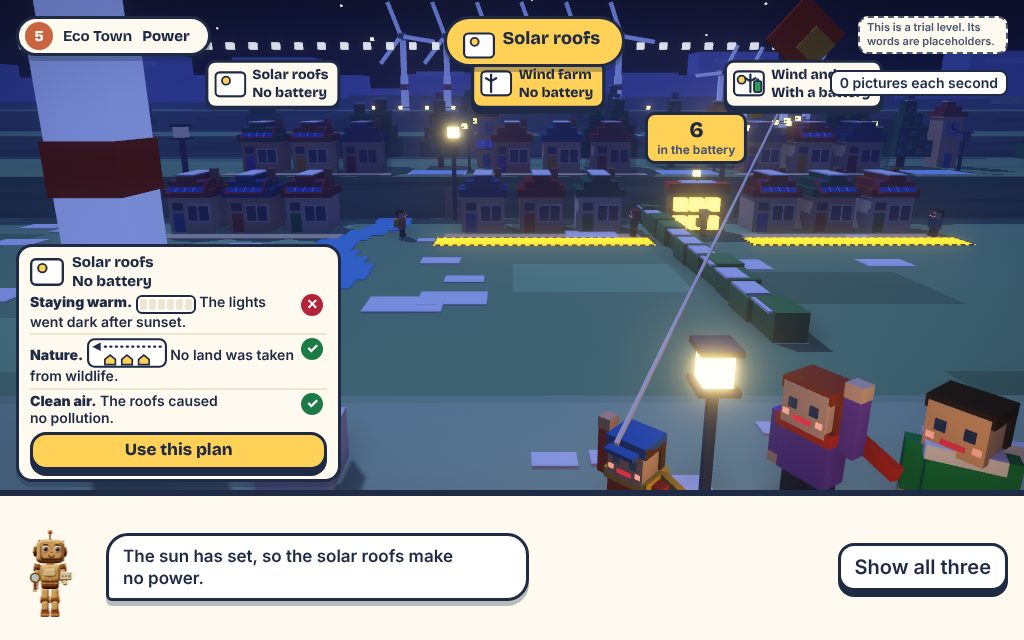 5 Eco Town Power
Solar roofs
This is a trial level. Its
words are placeholders.
Solar roofs
No battery
Wind farm
No battery
Wind and
With a battery
0 pictures each second
6
in the battery
Solar roofs
No battery
Staying warm. The lights
went dark after sunset.
Nature. No land was taken
from wildlife.
Clean air. The roofs caused
no pollution.
Use this plan
The sun has set, so the solar roofs make
no power.
Show all three